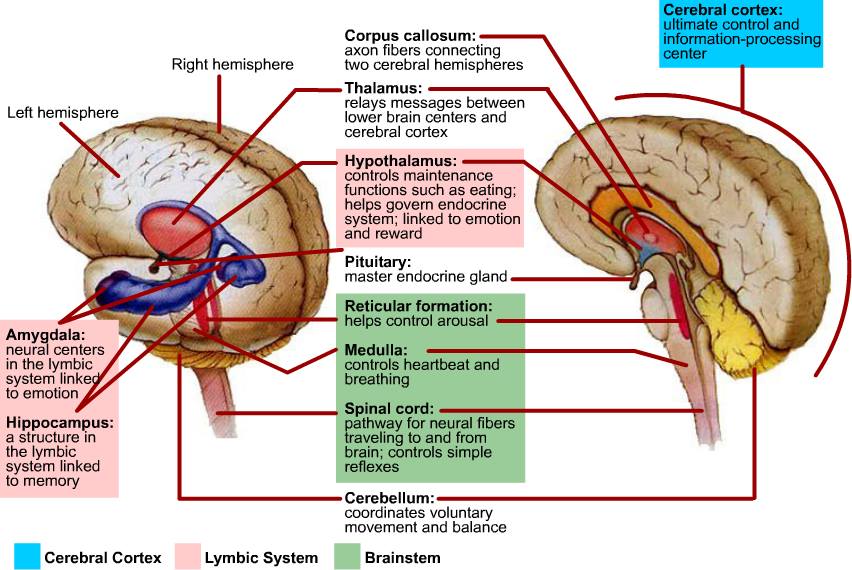 Cerebral cortex:
ultimate control and
information-processing
center
Corpus callosum:
axon fibers connecting
two cerebral hemispheres
Right hemisphere
Left hemisphere
Thalamus:
relays messages between
lower brain centers and
cerebral cortex
Hypothalamus:
controls maintenance
functions such as eating;
helps govern endocrine
system; linked to emotion
and reward
Pituitary:
master endocrine gland
Reticular formation:
helps control arousal
Medulla:
controls heartbeat and
breathing
Spinal cord:
pathway for neural fibers
traveling to and from
brain; controls simple
reflexes
Cerebellum:
coordinates voluntary
movement and balance
Amygdala:
neural centers
in the lymbic
system linked
to emotion
Hippocampus:
a structure in
the lymbic
system linked
to memory
Cerebral Cortex
Lymbic System
Brainstem